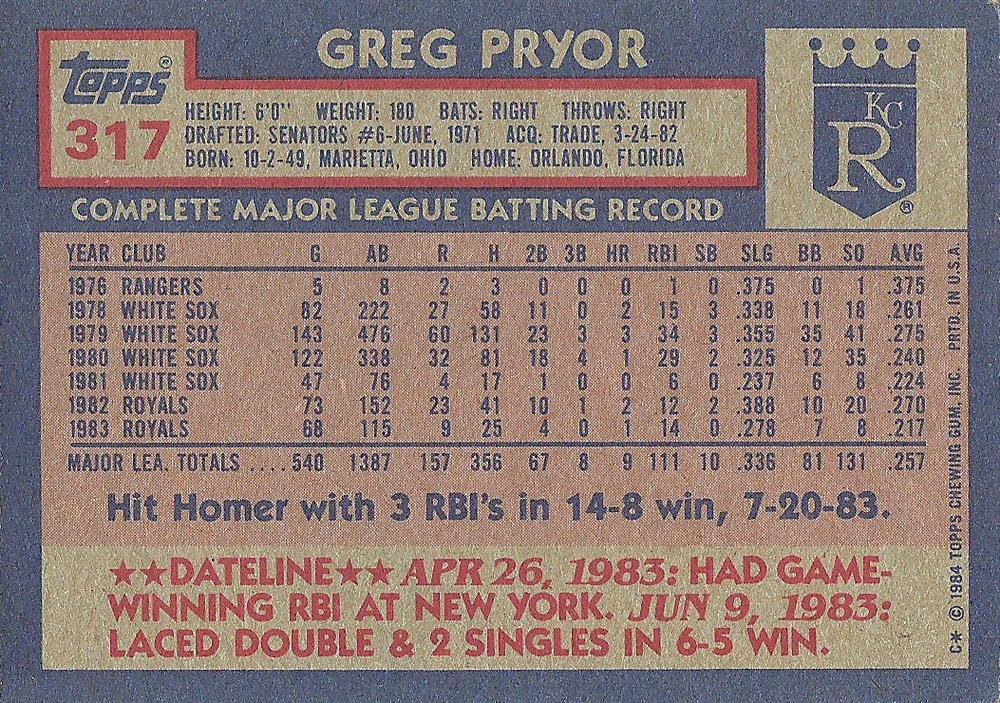 GREG PRYOR
Topps®
317
HEIGHT: 6'0" WEIGHT: 180 BATS: RIGHT THROWS: RIGHT
DRAFTED: SENATORS #6-JUNE, 1971 ACQ: TRADE, 3-24-82
BORN: 10-2-49, MARIETTA, OHIO HOME: ORLANDO, FLORIDA
KC
R
®
COMPLETE MAJOR LEAGUE BATTING RECORD
YEAR CLUB G AB R H 2B 3B HR RBI SB SLG BB SO AVG
1976 RANGERS 5 8 2 3 0 0 0 1 0 .375 0 1 .375
1978 WHITE SOX 82 222 27 58 11 0 2 15 3 .338 11 18 .261
1979 WHITE SOX 143 476 60 131 23 3 3 34 3 .355 35 41 .275
1980 WHITE SOX 122 338 32 81 18 4 1 29 2 .325 12 35 .240
1981 WHITE SOX 47 76 4 17 1 0 0 6 0 .237 6 8 .224
1982 ROYALS 73 152 23 41 10 1 2 12 2 .388 10 20 .270
1983 ROYALS 68 115 9 25 4 0 1 14 0 .278 7 8 .217
MAJOR LEA. TOTALS .... 540 1387 157 356 67 8 9 111 10 .336 81 131 .257
Hit Homer with 3 RBI's in 14-8 win, 7-20-83.
★★DATELINE★★ APR 26, 1983: HAD GAME-
WINNING RBI AT NEW YORK. JUN 9, 1983:
LACED DOUBLE & 2 SINGLES IN 6-5 WIN.
C* © 1984 TOPPS CHEWING GUM, INC. PRTD. IN U.S.A.